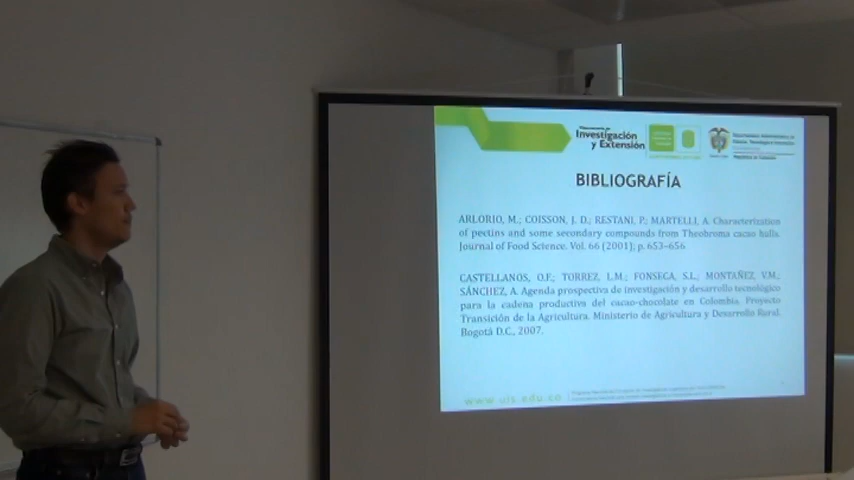 Investigación
y Extensión
República de Colombia
BIBLIOGRAFÍA
ARLORIO, M.; COISSON, J. D.; RESTANI, P.; MARTELLI, A. Characterization
of pectins and some secondary compounds from Theobroma cacao hulls.
Journal of Food Science. Vol. 66 (2001); p. 653-656
CASTELLANOS, O.F.; TORREZ, L.M.; FONSECA, S.L.; MONTAÑEZ, V.M.;
SÁNCHEZ, A. Agenda prospectiva de investigación y desarrollo tecnológico
para la cadena productiva del cacao-chocolate en Colombia. Proyecto
Transición de la Agricultura. Ministerio de Agricultura y Desarrollo Rural.
Bogotá D.C., 2007.
www.uis.edu.co